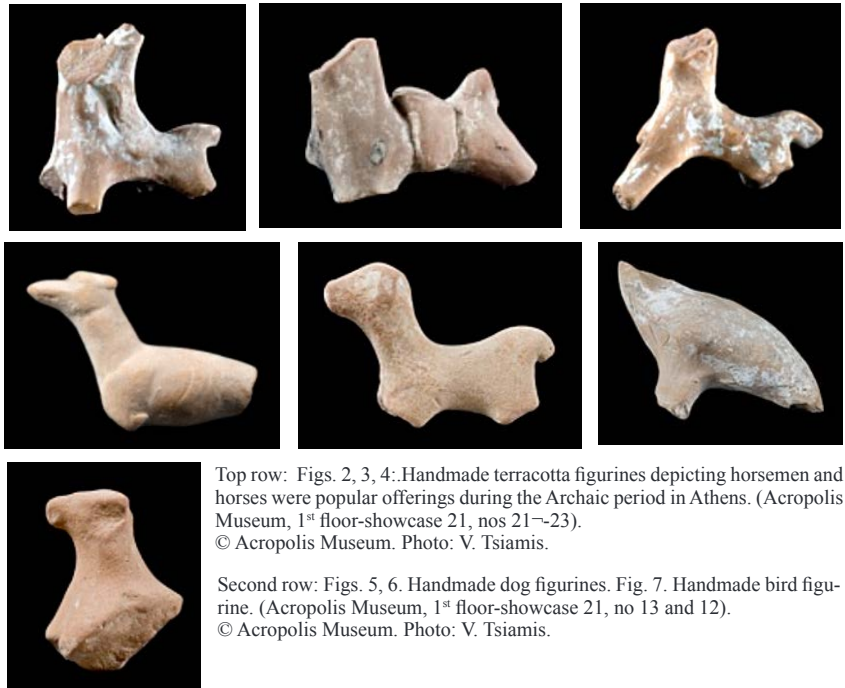 Top row:  Figs. 2, 3, 4:.Handmade terracotta figurines depicting horsemen and
horses were popular offerings during the Archaic period in Athens. (Acropolis
Museum, 1st floor-showcase 21, nos 21¬-23).
© Acropolis Museum. Photo: V. Tsiamis.
Second row: Figs. 5, 6. Handmade dog figurines. Fig. 7. Handmade bird figu-
rine. (Acropolis Museum, 1st floor-showcase 21, no 13 and 12).
© Acropolis Museum. Photo: V. Tsiamis.